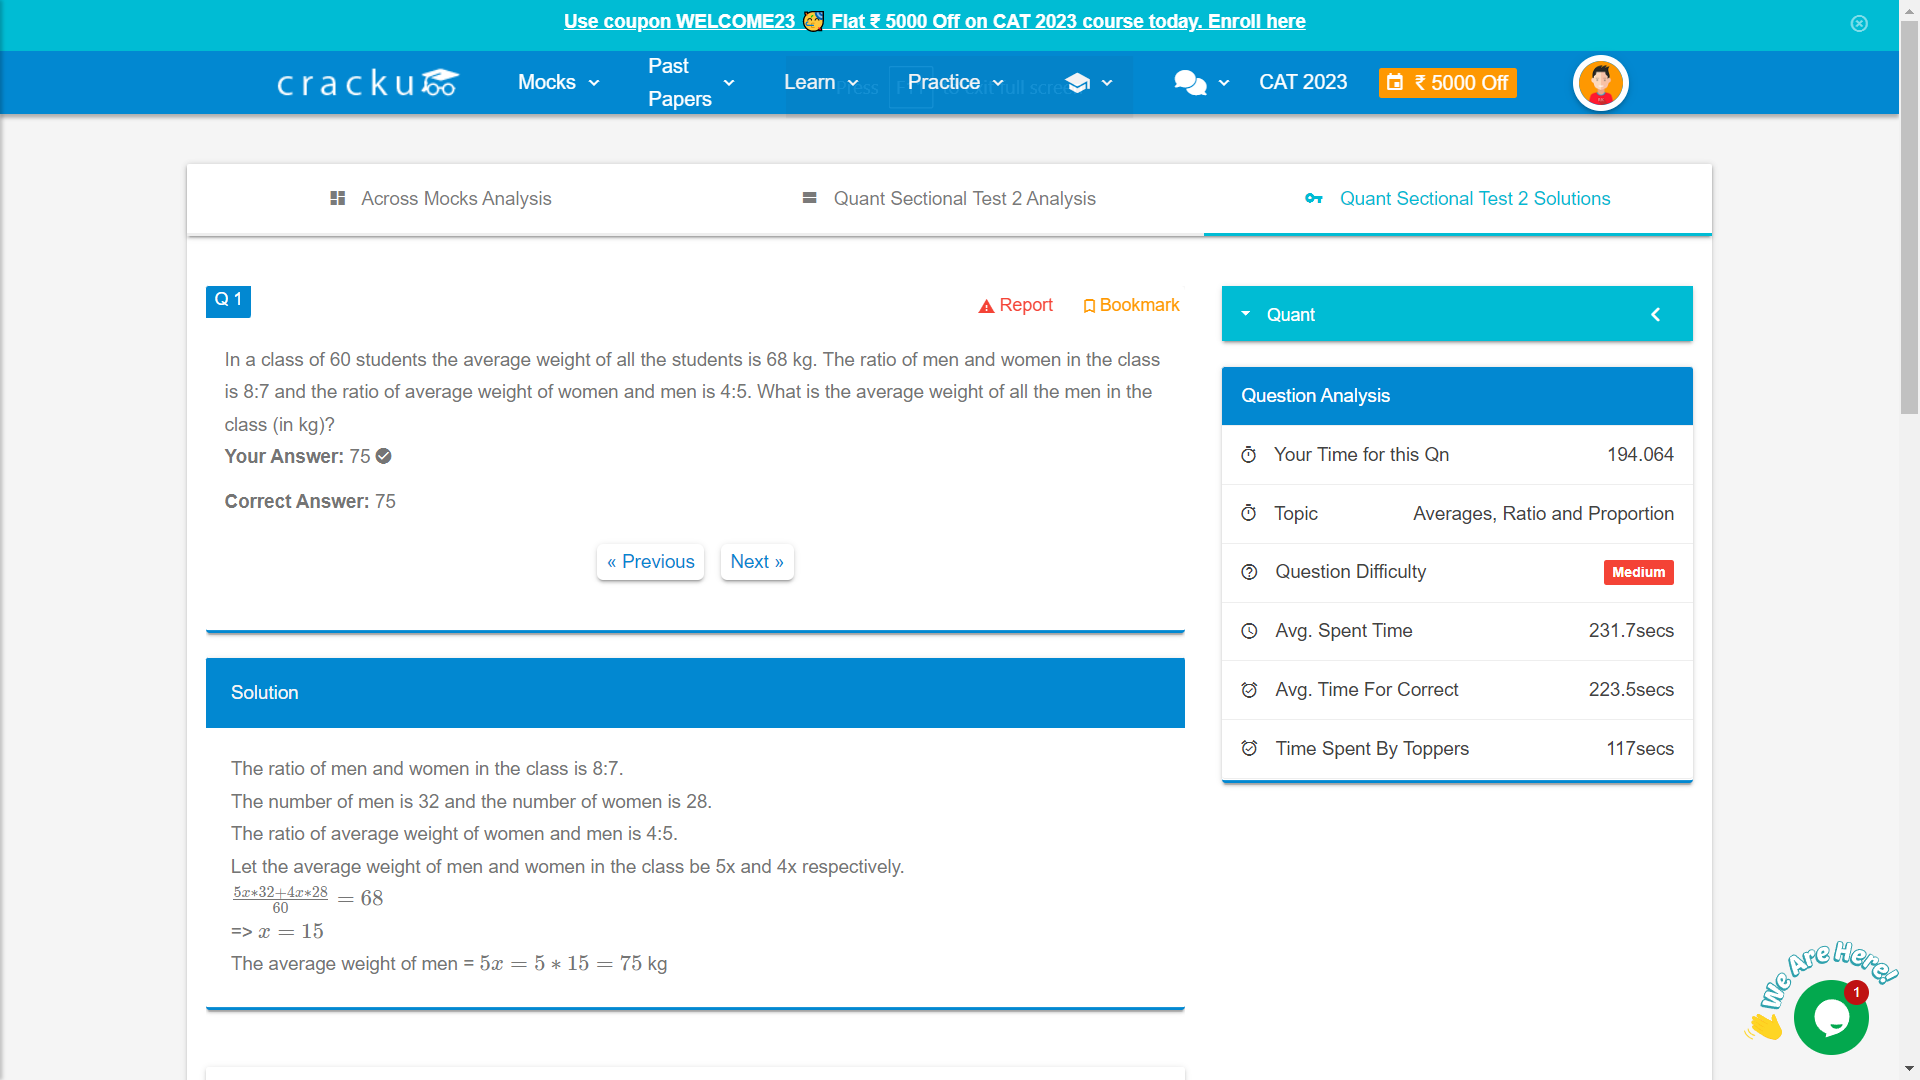 Use coupon WELCOME23 🥳 Flat ₹ 5000 Off on CAT 2023 course today. Enroll here
cracku
Mocks
Past
Papers
Learn
Practice
CAT 2023
₹ 5000 Off
Across Mocks Analysis
Quant Sectional Test 2 Analysis
Quant Sectional Test 2 Solutions
Q 1
Report
Bookmark
In a class of 60 students the average weight of all the students is 68 kg. The ratio of men and women in the class
is 8:7 and the ratio of average weight of women and men is 4:5. What is the average weight of all the men in the
class (in kg)?
Your Answer: 75
Correct Answer: 75
« Previous
Next »
Solution
The ratio of men and women in the class is 8:7.
The number of men is 32 and the number of women is 28.
The ratio of average weight of women and men is 4:5.
Let the average weight of men and women in the class be 5x and 4x respectively.
5x*32+4x*28
60
= 68
=> x = 15
The average weight of men = 5x = 5 * 15 = 75 kg
Quant
Question Analysis
Your Time for this Qn 194.064
Topic Averages, Ratio and Proportion
Question Difficulty Medium
Avg. Spent Time 231.7secs
Avg. Time For Correct 223.5secs
Time Spent By Toppers 117secs
We Are Here!
1